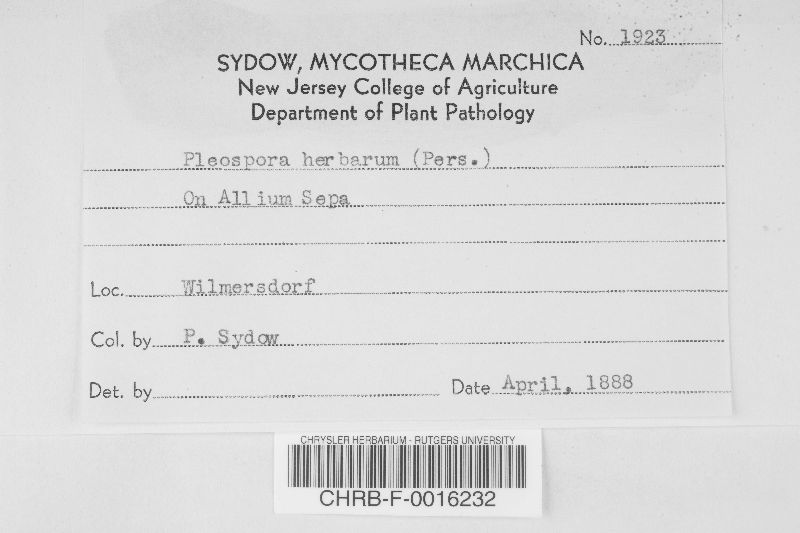 No. 1923
SYDOW, MYCOTHECA MARCHICA
New Jersey College of Agriculture
Department of Plant Pathology
Pleospora herbarum (Pers.)
On Allium Sepa
Loc. Wilmersdorf
Col. by P. Sydow
Det. by Date April, 1888
CHRYSLER HERBARIUM - RUTGERS UNIVERSITY
CHRB-F-0016232